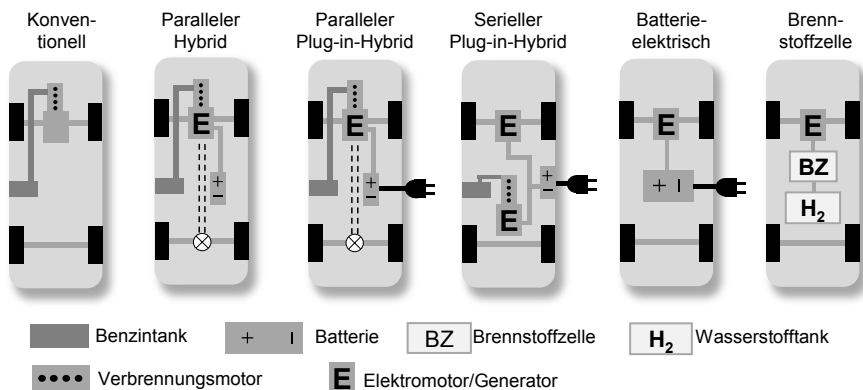 Konven-
tionell
Paralleler
Hybrid
Paralleler
Plug-in-Hybrid
Serieller
Plug-in-Hybrid
Batterie-
elektrisch
Brenn-
stoffzelle
E
+
–
E
+
–
E
+
–
E
E
+ –
E
BZ
H₂
Benzintank
+ –
Batterie
BZ
Brennstoffzelle
H₂
Wasserstofftank
Verbrennungsmotor
E
Elektromotor/Generator